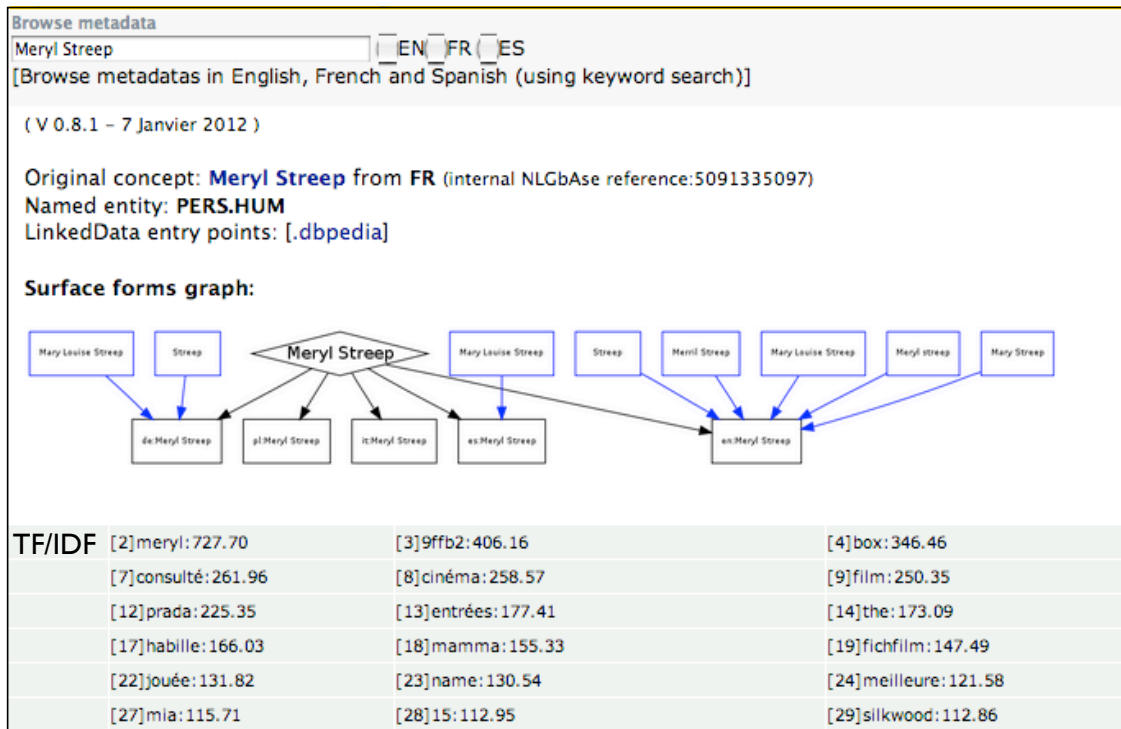 Browse metadata
Meryl Streep EN FR ES
[Browse metadatas in English, French and Spanish (using keyword search)]
( V 0.8.1 – 7 Janvier 2012 )
Original concept: Meryl Streep from FR (internal NLGbAse reference:5091335097)
Named entity: PERS.HUM
LinkedData entry points: [.dbpedia]
Surface forms graph:
Mary Louise Streep Streep Meryl Streep Mary Louise Streep Streep Merril Streep Mary Louise Streep Meryl streep Mary Streep
de:Meryl Streep pl:Meryl Streep it:Meryl Streep es:Meryl Streep en:Meryl Streep
TF/IDF [2]meryl:727.70 [3]9ffb2:406.16 [4]box:346.46
[7]consulté:261.96 [8]cinéma:258.57 [9]film:250.35
[12]prada:225.35 [13]entrées:177.41 [14]the:173.09
[17]habille:166.03 [18]mamma:155.33 [19]fichfilm:147.49
[22]jouée:131.82 [23]name:130.54 [24]meilleure:121.58
[27]mia:115.71 [28]15:112.95 [29]silkwood:112.86